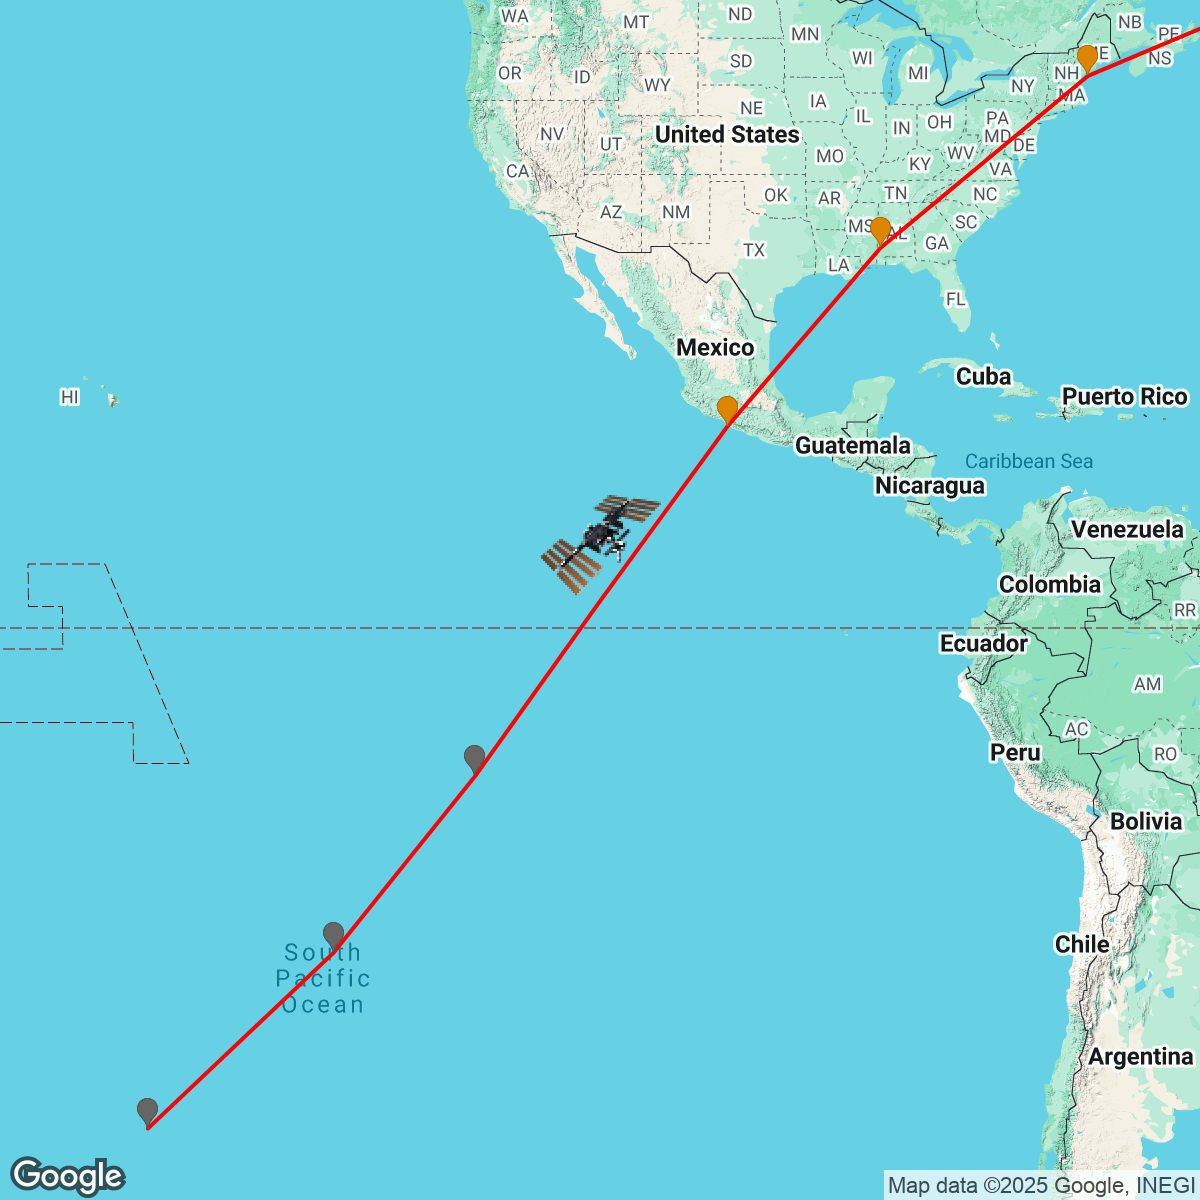 WA
MT
ND
MN
NB
PE
NS
OR
ID
WY
SD
WI
MI
NY
NH
ME
MA
NE
IA
IL
IN
OH
PA
MD
DE
NV
UT
United States
MO
KY
WV
VA
CA
OK
AR
TN
NC
AZ
NM
MS
AL
GA
SC
TX
LA
FL
Mexico
Cuba
Puerto Rico
HI
Guatemala
Caribbean Sea
Nicaragua
Venezuela
Colombia
RR
Ecuador
AM
AC
RO
Peru
Bolivia
South
Pacific
Ocean
Chile
Argentina
Google
Map data ©2025 Google, INEGI